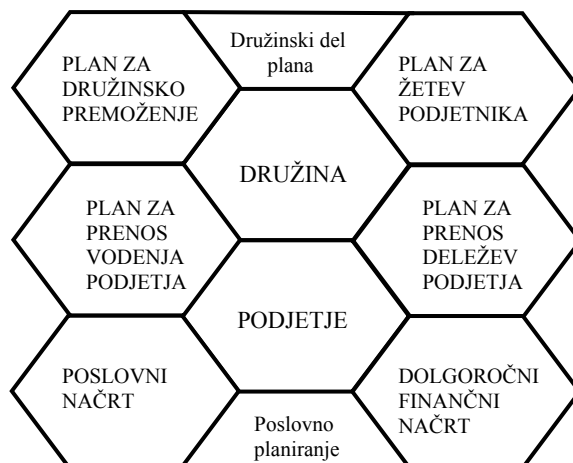 Družinski del
plana
PLAN ZA
DRUŽINSKO
PREMOŽENJE
PLAN ZA
ŽETEV
PODJETNIKA
DRUŽINA
PLAN ZA
PRENOS
VODENJA
PODJETJA
PLAN ZA
PRENOS
DELEŽEV
PODJETJA
PODJETJE
POSLOVNI
NAČRT
DOLGOROČNI
FINANČNI
NAČRT
Poslovno
planiranje